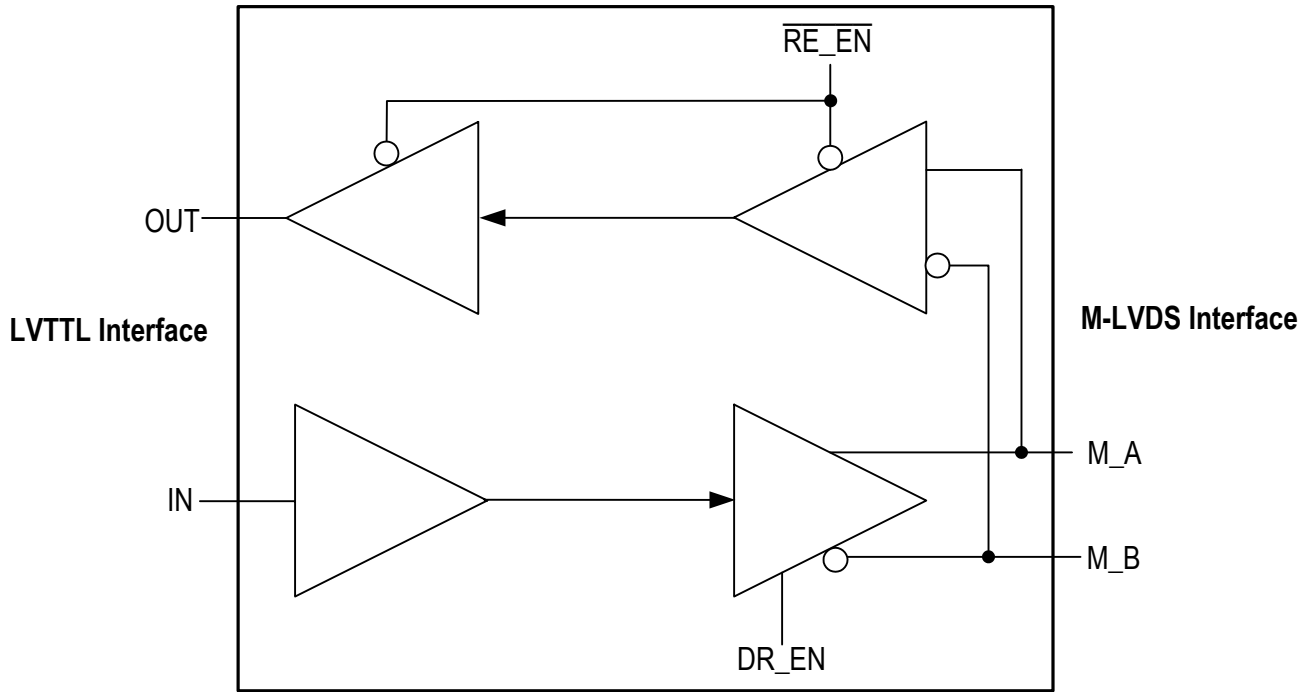 RE_EN
OUT
LVTTL Interface
M-LVDS Interface
M_A
IN
M_B
DR_EN